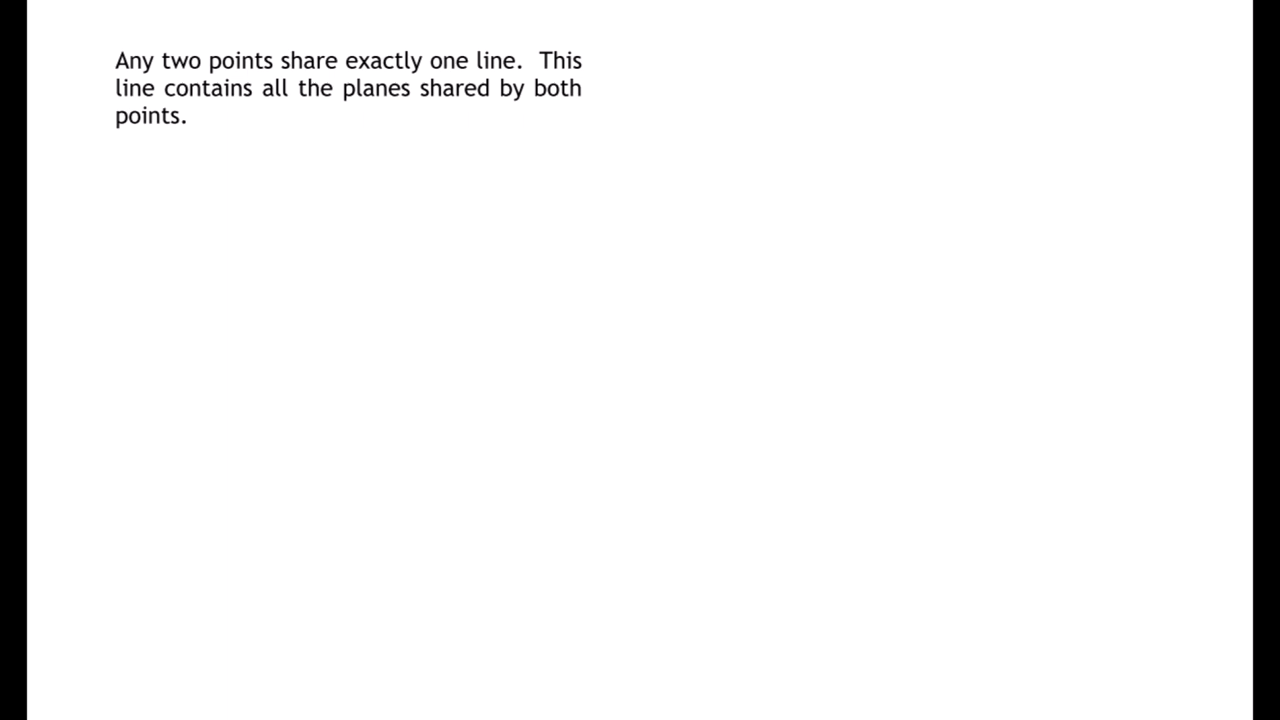 Any two points share exactly one line.  This
line contains all the planes shared by both
points.